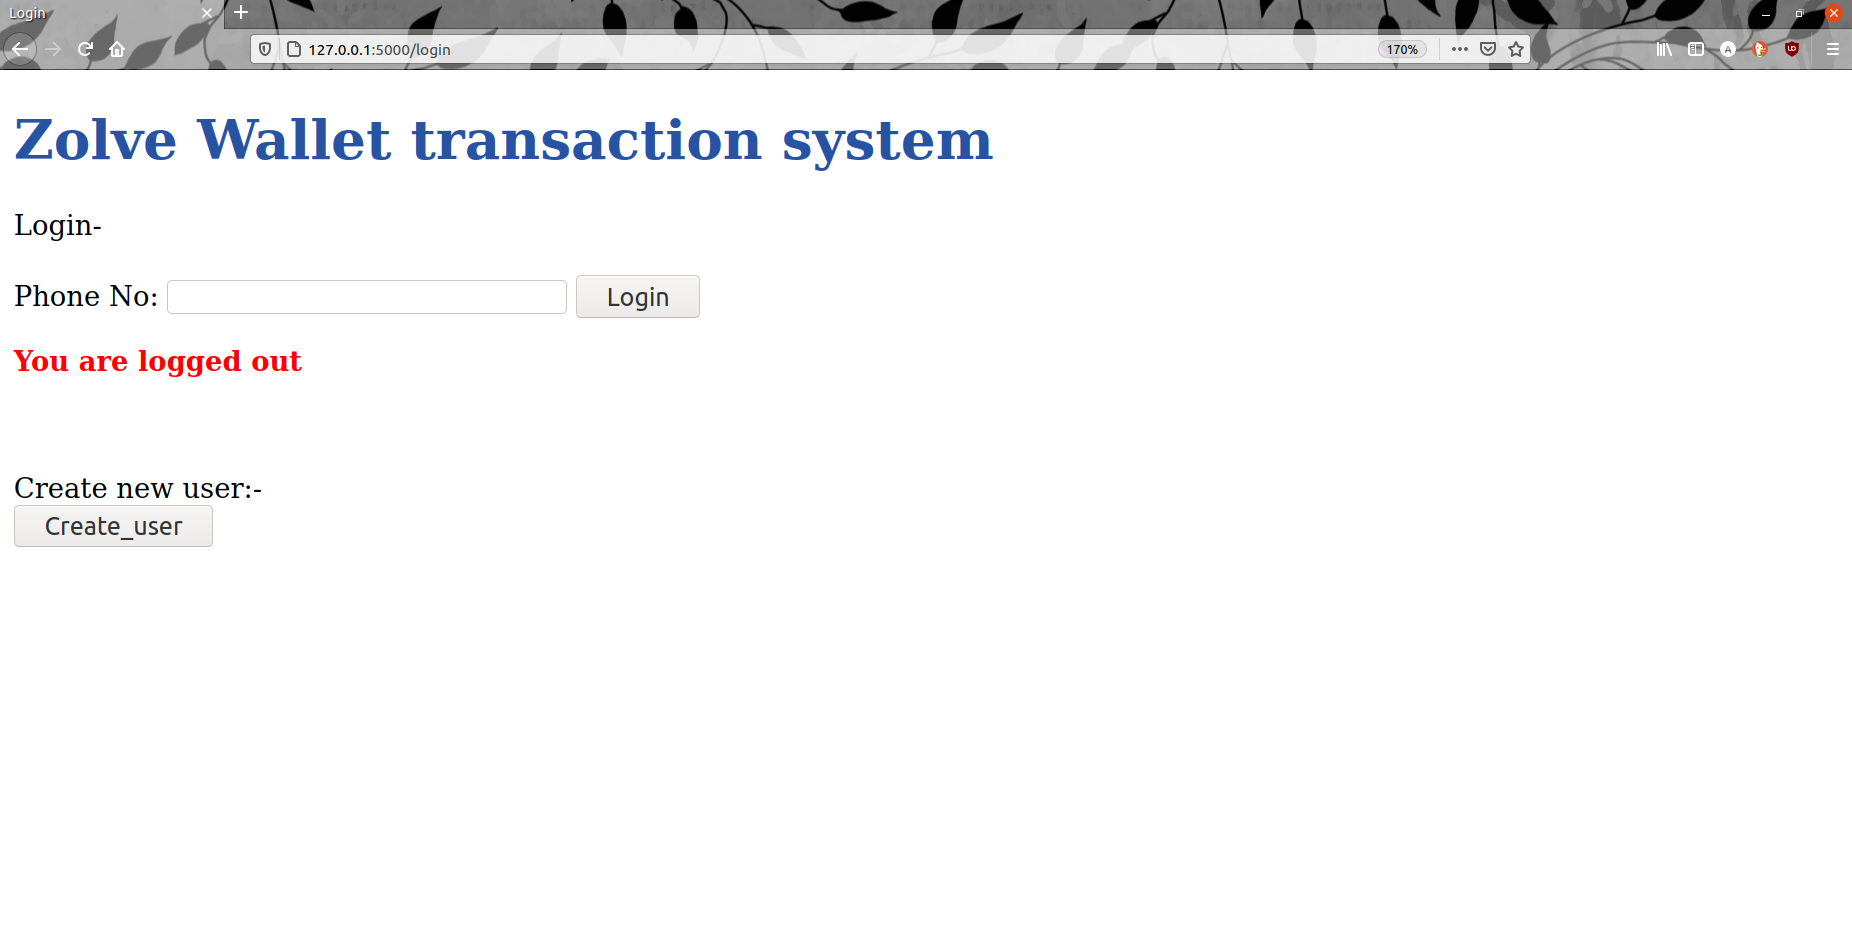 Login
127.0.0.1:5000/login
170%
Zolve Wallet transaction system
Login-
Phone No:
Login
You are logged out
Create new user:-
Create_user